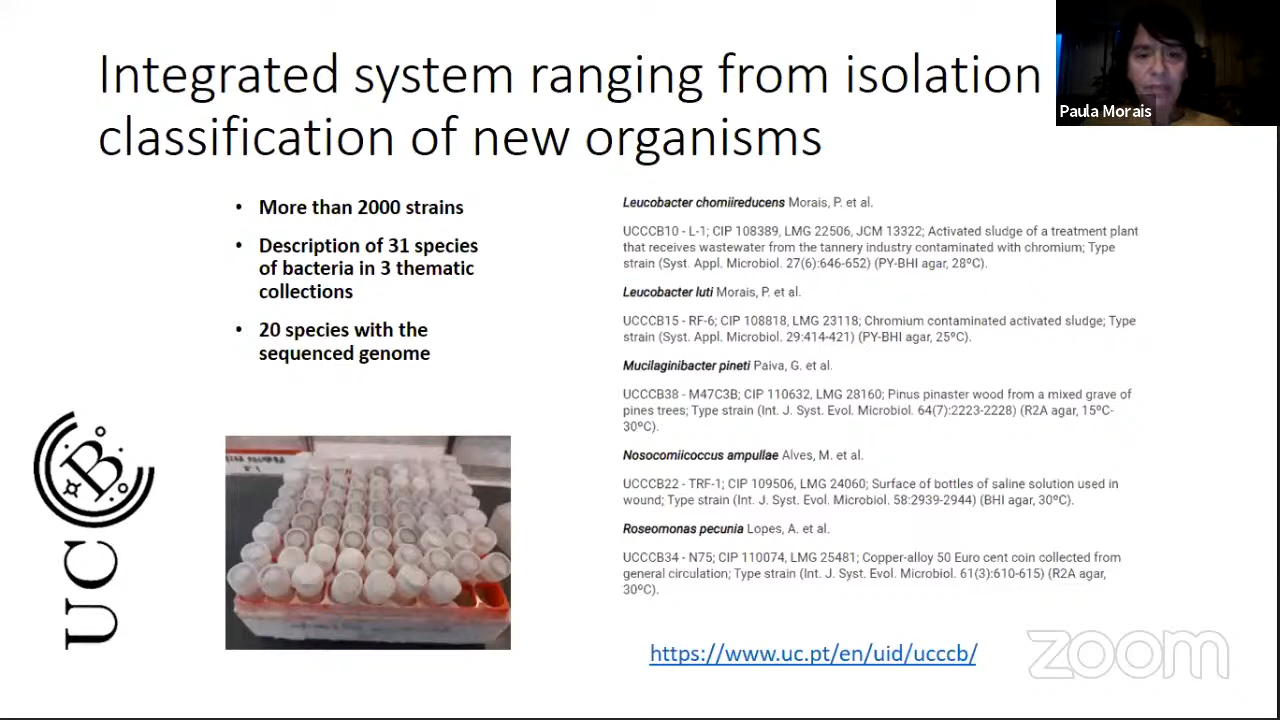 Integrated system ranging from isolation
classification of new organisms
Paula Morais
• More than 2000 strains
• Description of 31 species
of bacteria in 3 thematic
collections
• 20 species with the
sequenced genome
UCCB
Leucobacter chomiireducens Morais, P. et al.
UCCCB10 - L-1; CIP 108389, LMG 22506, JCM 13322; Activated sludge of a treatment plant
that receives wastewater from the tannery industry contaminated with chromium; Type
strain (Syst. Appl. Microbiol. 27(6):646-652) (PY-BHI agar, 28ºC).
Leucobacter luti Morais, P. et al.
UCCCB15 - RF-6; CIP 108818, LMG 23118; Chromium contaminated activated sludge; Type
strain (Syst. Appl. Microbiol. 29:414-421) (PY-BHI agar, 25ºC).
Mucilaginibacter pineti Paiva, G. et al.
UCCCB38 - M47C3B; CIP 110632, LMG 28160; Pinus pinaster wood from a mixed grave of
pines trees; Type strain (Int. J. Syst. Evol. Microbiol. 64(7):2223-2228) (R2A agar, 15ºC-
30ºC).
Nosocomiicoccus ampullae Alves, M. et al.
UCCCB22 - TRF-1; CIP 109506, LMG 24060; Surface of bottles of saline solution used in
wound; Type strain (Int. J. Syst. Evol. Microbiol. 58:2939-2944) (BHI agar, 30ºC).
Roseomonas pecunia Lopes, A. et al.
UCCCB34 - N75; CIP 110074, LMG 25481; Copper-alloy 50 Euro cent coin collected from
general circulation; Type strain (Int. J. Syst. Evol. Microbiol. 61(3):610-615) (R2A agar,
30ºC).
https://www.uc.pt/en/uid/ucccb/
zoom